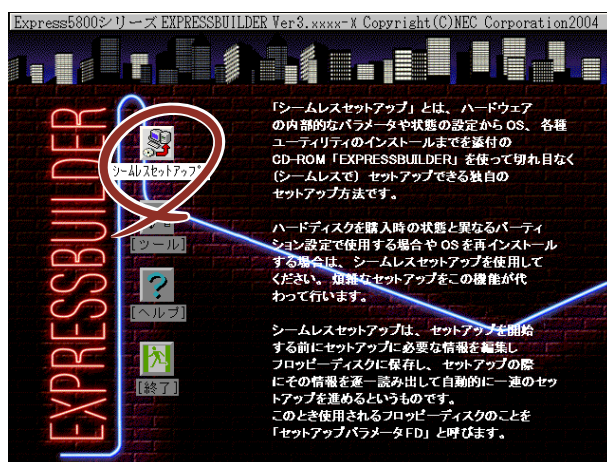 Express5800シリーズ EXPRESSBUILDER Ver3.xxxx-X Copyright(C)NEC Corporation2004
EXPRESSBUILDER
シームレスセットアップ
[ツール]
[ヘルプ]
[終了]
「シームレスセットアップ」とは、ハードウェア
の内部的なパラメータや状態の設定からOS、各種
ユーティリティのインストールまでを添付の
CD-ROM「EXPRESSBUILDER」を使って切れ目なく
(シームレスで) セットアップできる独自の
セットアップ方法です。
ハードディスクを購入時の状態と異なるパーティ
ション設定で使用する場合やOSを再インストール
する場合は、シームレスセットアップを使用して
ください。煩雑なセットアップをこの機能が代
わって行います。
シームレスセットアップは、セットアップを開始
する前にセットアップに必要な情報を編集し
フロッピーディスクに保存し、セットアップの際
にその情報を逐一読み出して自動的に一連のセッ
トアップを進めるというものです。
このとき使用されるフロッピーディスクのことを
「セットアップパラメータFD」と呼びます。